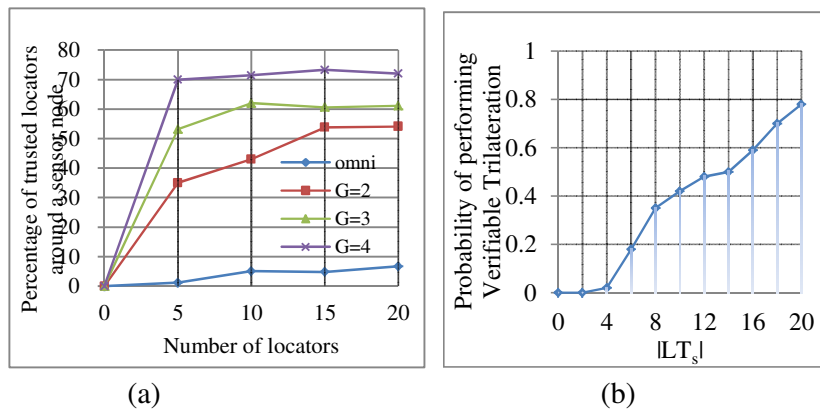 80
70
60
50
40
30
20
10
0
Percentage of trusted locators
around a sensor node
omni
G=2
G=3
G=4
0 5 10 15 20
Number of locators
(a)
1
0.8
0.6
0.4
0.2
0
Probability of performing
Verifiable Trilateration
0 4 8 12 16 20
|LTs|
(b)